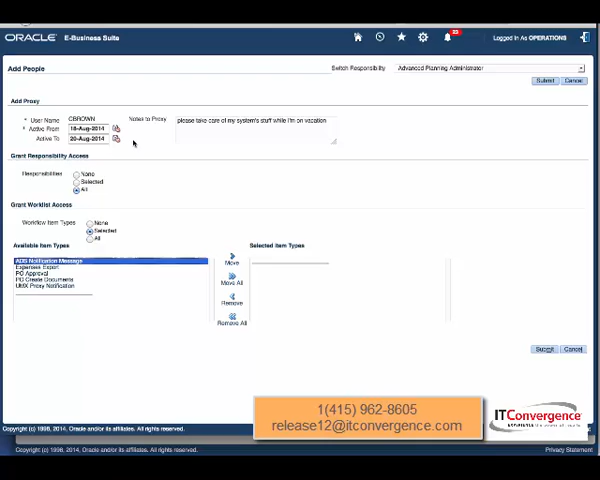 ORACLE E-Business Suite
23
Logged In As OPERATIONS
Add People
Switch Responsibility Advanced Planning Administrator
Submit Cancel
Add Proxy
* User Name CBROWN
Notes to Proxy please take care of my system's stuff while i'm on vacation
* Active From 18-Aug-2014
Active To 20-Aug-2014
Grant Responsibility Access
Responsibilities None
Selected
All
Grant Worklist Access
Workflow Item Types None
Selected
All
Available Item Types
ADS Notification Message
Expenses Export
PO Approval
PO Create Documents
UMX Proxy Notification
Move
Move All
Remove
Remove All
Selected Item Types
Submit Cancel
1(415) 962-8605
release12@itconvergence.com
ITConvergence
Copyright (c) 1998, 2014, Oracle and/or its affiliates. All rights reserved.
Copyright (c) 1998, 2014, Oracle and/or its affiliates. All rights reserved.
Privacy Statement